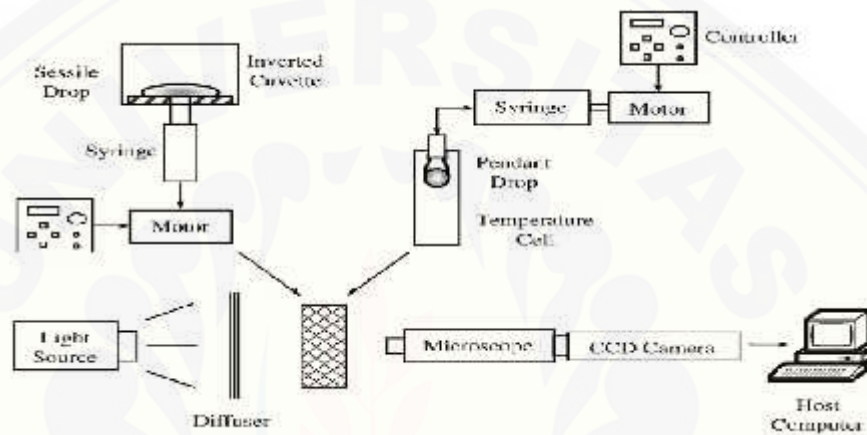 Controller
Sessile
Drop
Inverted
Cuvette
Syringe
Motor
Syringe
Pendant
Drop
Motor
Temperature
Cell
Light
Source
Microscope
CCD Camera
Diffuser
Host
Computer
UNIVERSITAS